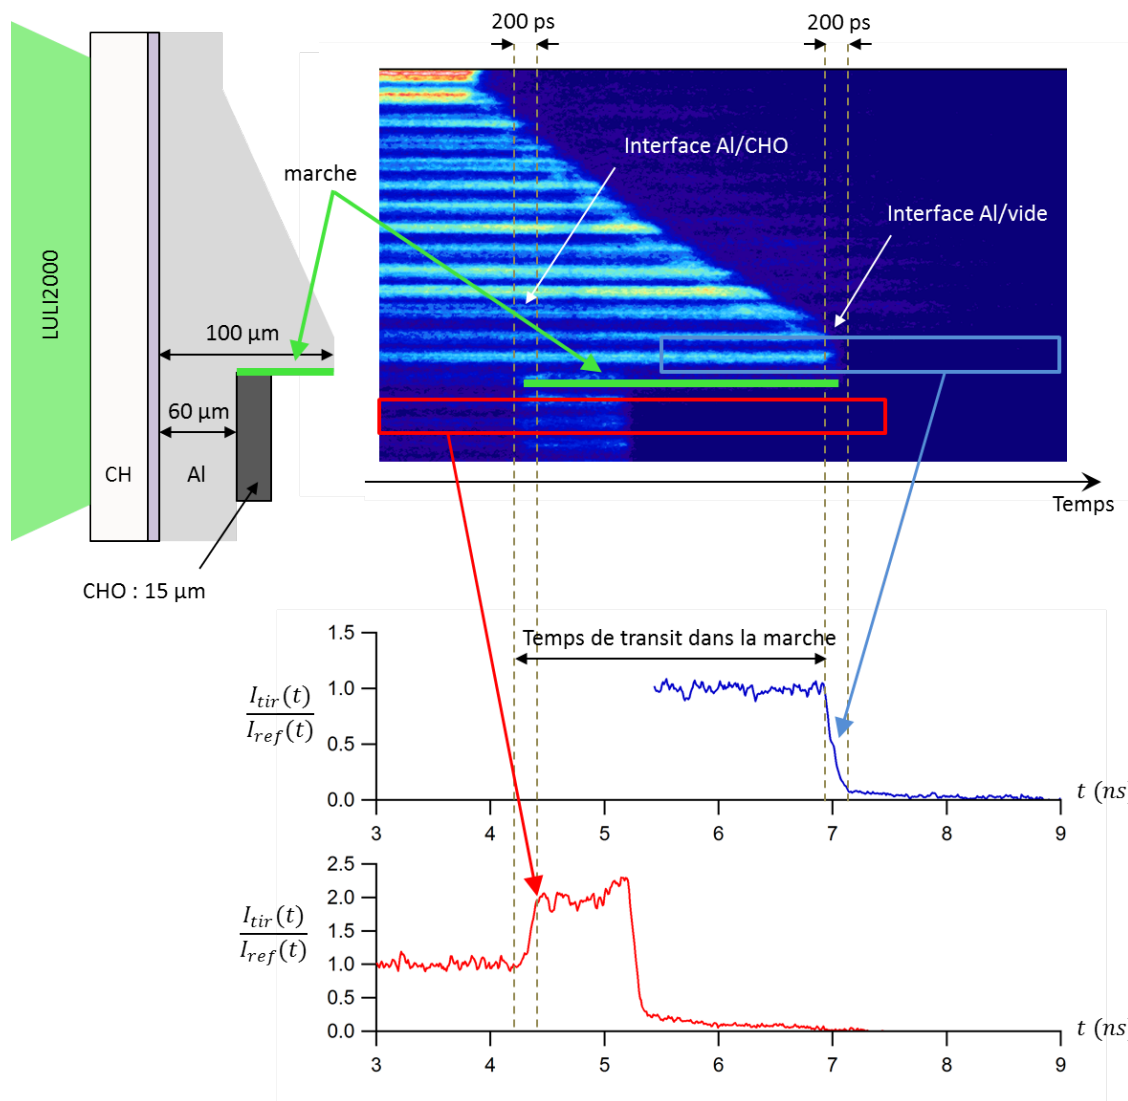 200 ps
200 ps
Interface Al/CHO
marche
Interface Al/vide
LULI2000
100 µm
60 µm
CH
Al
Temps
CHO : 15 µm
1.5
Temps de transit dans la marche
1.0
I_tir(t)
I_ref(t)
0.5
0.0
t (ns)
3 4 5 6 7 8 9
2.5
2.0
I_tir(t)
I_ref(t)
1.5
1.0
0.5
0.0
t (ns)
3 4 5 6 7 8 9